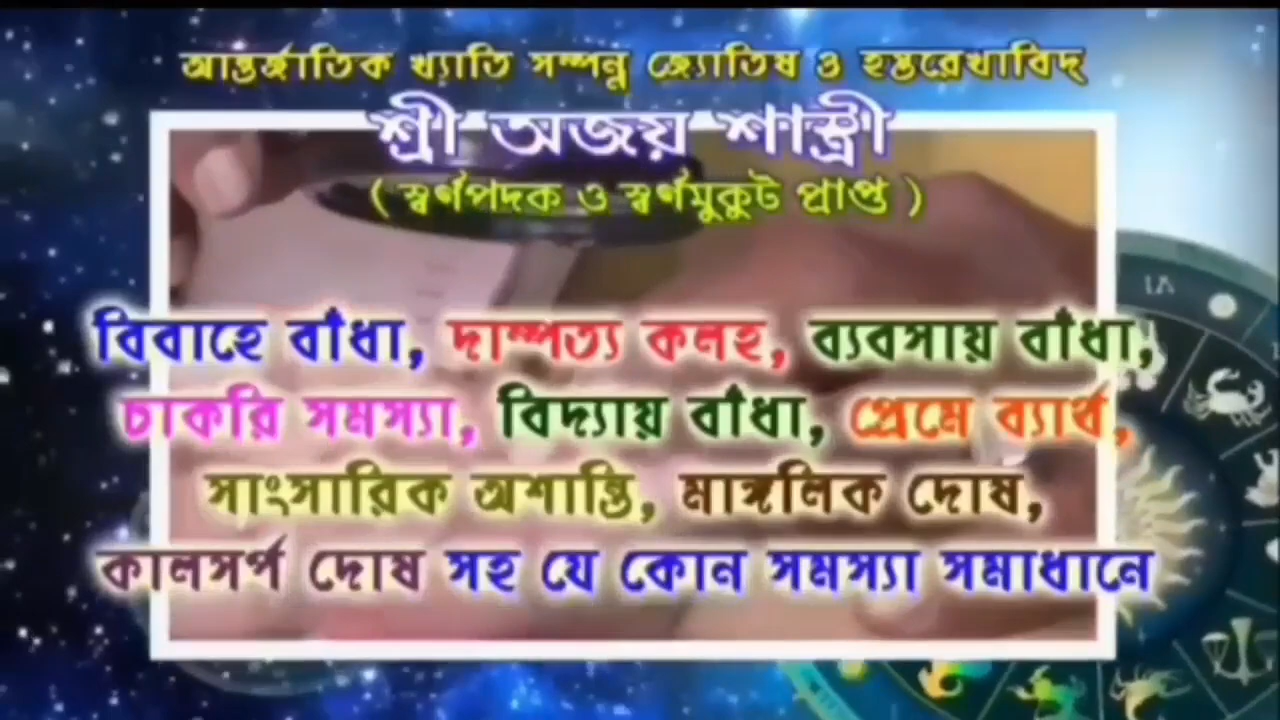 আন্তর্জাতিক খ্যাতি সম্পন্ন জ্যোতিষ ও হস্তরেখাবিদ্
শ্রী অজয় শাস্ত্রী
( স্বর্ণপদক ও স্বর্ণমুকুট প্রাপ্ত )
বিবাহে বাঁধা, দাম্পত্য কলহ, ব্যবসায় বাঁধা,
চাকরি সমস্যা, বিদ্যায় বাঁধা, প্রেমে ব্যার্থ,
সাংসারিক অশান্তি, মাঙ্গলিক দোষ,
কালসর্প দোষ সহ যে কোন সমস্যা সমাধানে